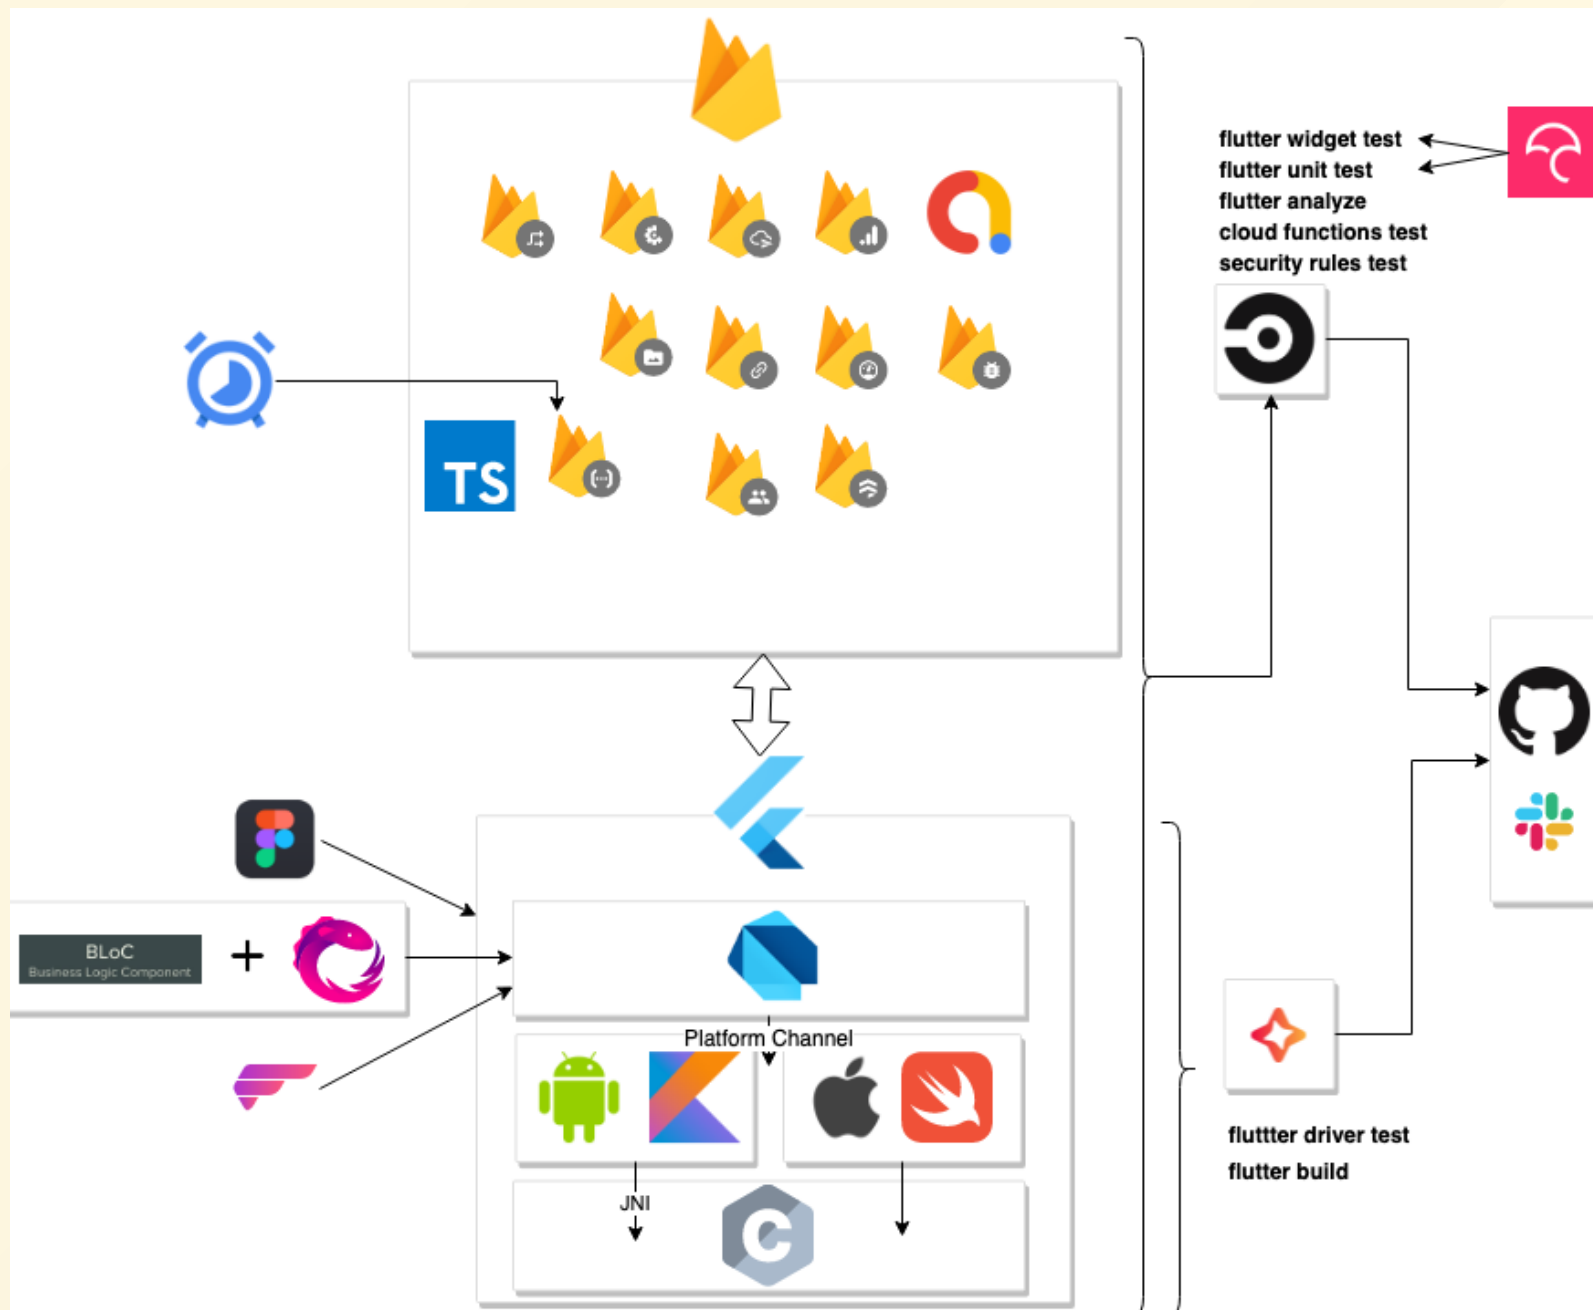 flutter widget test
flutter unit test
flutter analyze
cloud functions test
security rules test
TS
BLoC
Business Logic Component
+
Platform Channel
JNI
C
fluttter driver test
flutter build